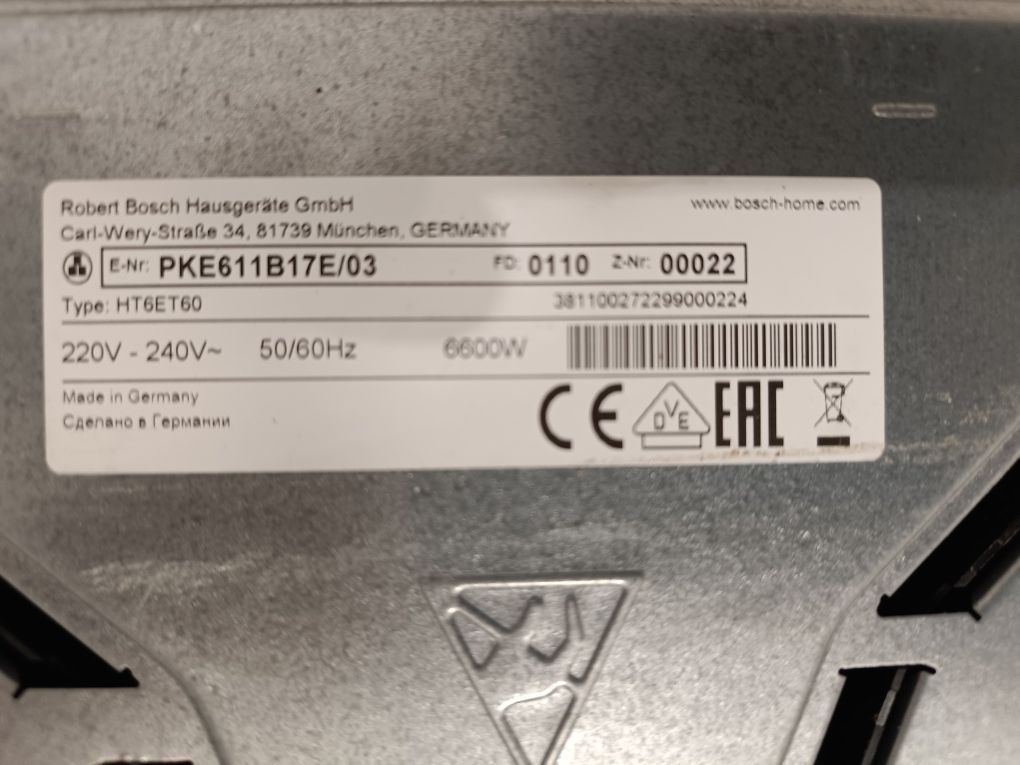 Robert Bosch Hausgeräte GmbH
www.bosch-home.com
Carl-Wery-Straße 34, 81739 München, GERMANY
E-Nr: PKE611B17E/03 FD: 0110 Z-Nr: 00022
Type: HT6ET60 381100272299000224
220V - 240V~ 50/60Hz 6600W
Made in Germany
Сделано в Германии
CE DVE EAC